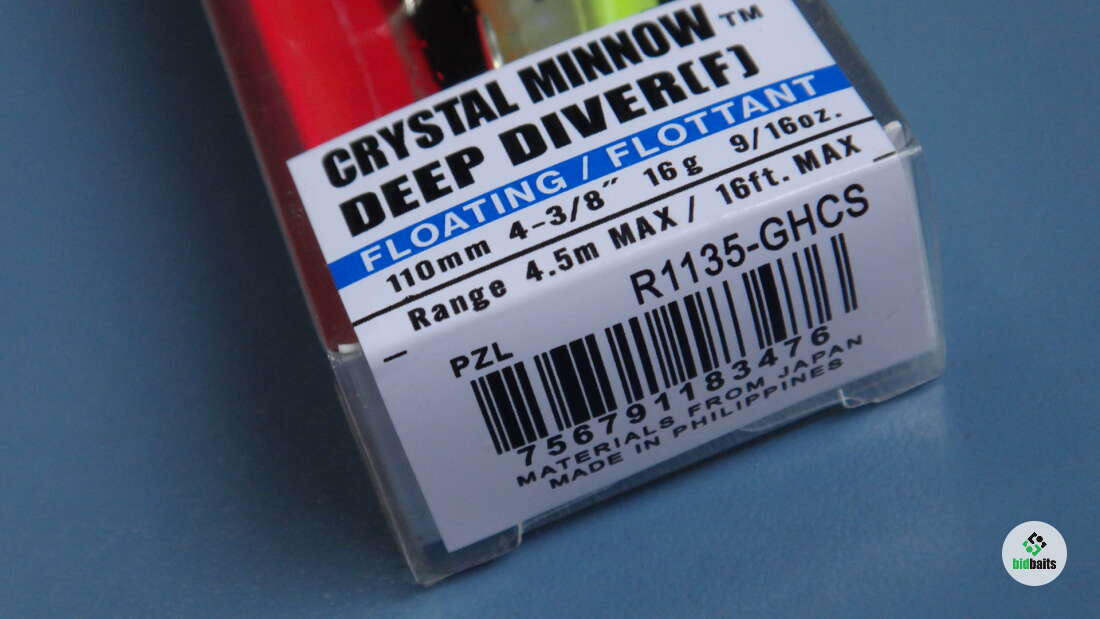 CRYSTAL MINNOW™
DEEP DIVER(F)
FLOATING / FLOTTANT
110mm 4-3/8" 16g 9/16oz.
Range 4.5m MAX / 16ft. MAX
R1135-GHCS
PZL
756791183476
MATERIALS FROM JAPAN
MADE IN PHILIPPINES
bidbaits